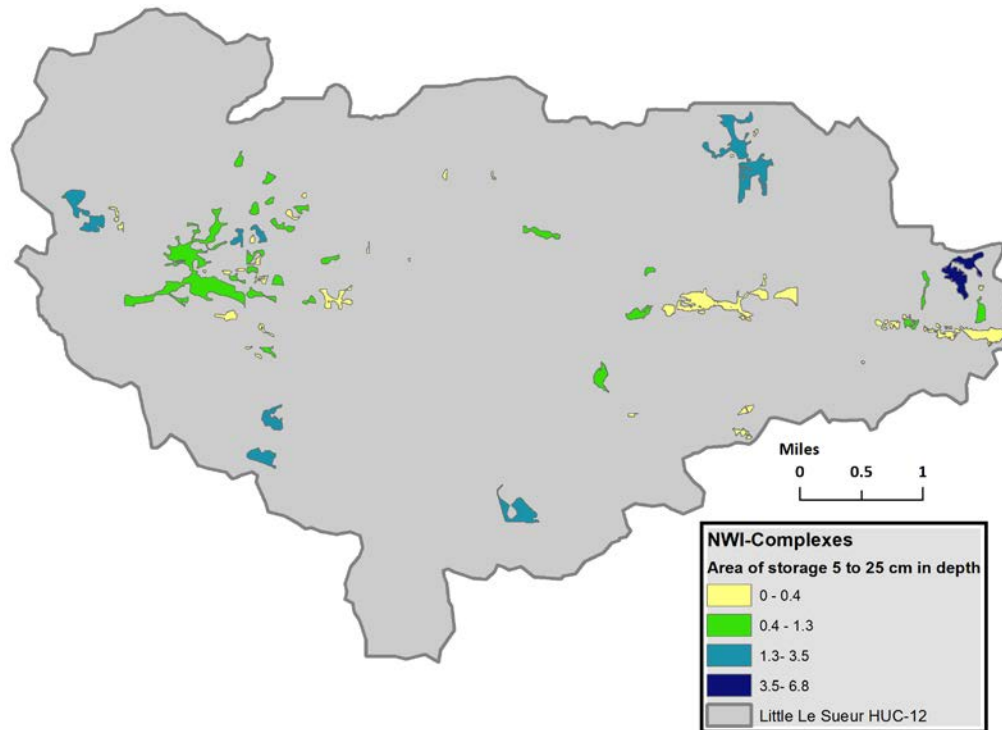 Miles
0 0.5 1
NWI-Complexes
Area of storage 5 to 25 cm in depth
0 - 0.4
0.4 - 1.3
1.3- 3.5
3.5- 6.8
Little Le Sueur HUC-12